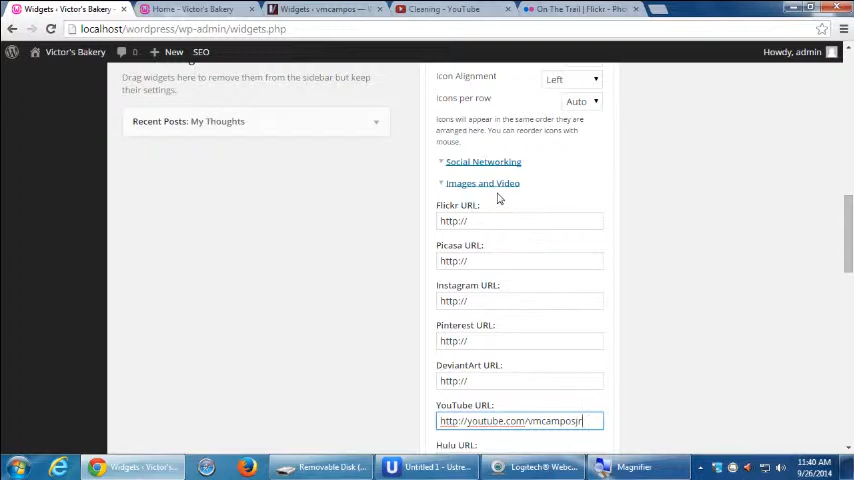 Widgets ‹ Victor's Bakery ‹
Home - Victor's Bakery
Widgets ‹ vmcampos — W
Cleaning - YouTube
On The Trail | Flickr - Pho
localhost/wordpress/wp-admin/widgets.php
Victor's Bakery
0
New
SEO
Howdy, admin
Drag widgets here to remove them from the sidebar but keep
their settings.
Recent Posts: My Thoughts
Icon Alignment
Left
Icons per row
Auto
Icons will appear in the same order they are
arranged here. You can reorder icons with
mouse.
Social Networking
Images and Video
Flickr URL:
http://
Picasa URL:
http://
Instagram URL:
http://
Pinterest URL:
http://
DeviantArt URL:
http://
YouTube URL:
http://youtube.com/vmcamposjr
Hulu URL:
Widgets ‹ Victor's...
Removable Disk (...
Untitled 1 - Ustre...
Logitech® Webc...
Magnifier
11:40 AM
9/26/2014